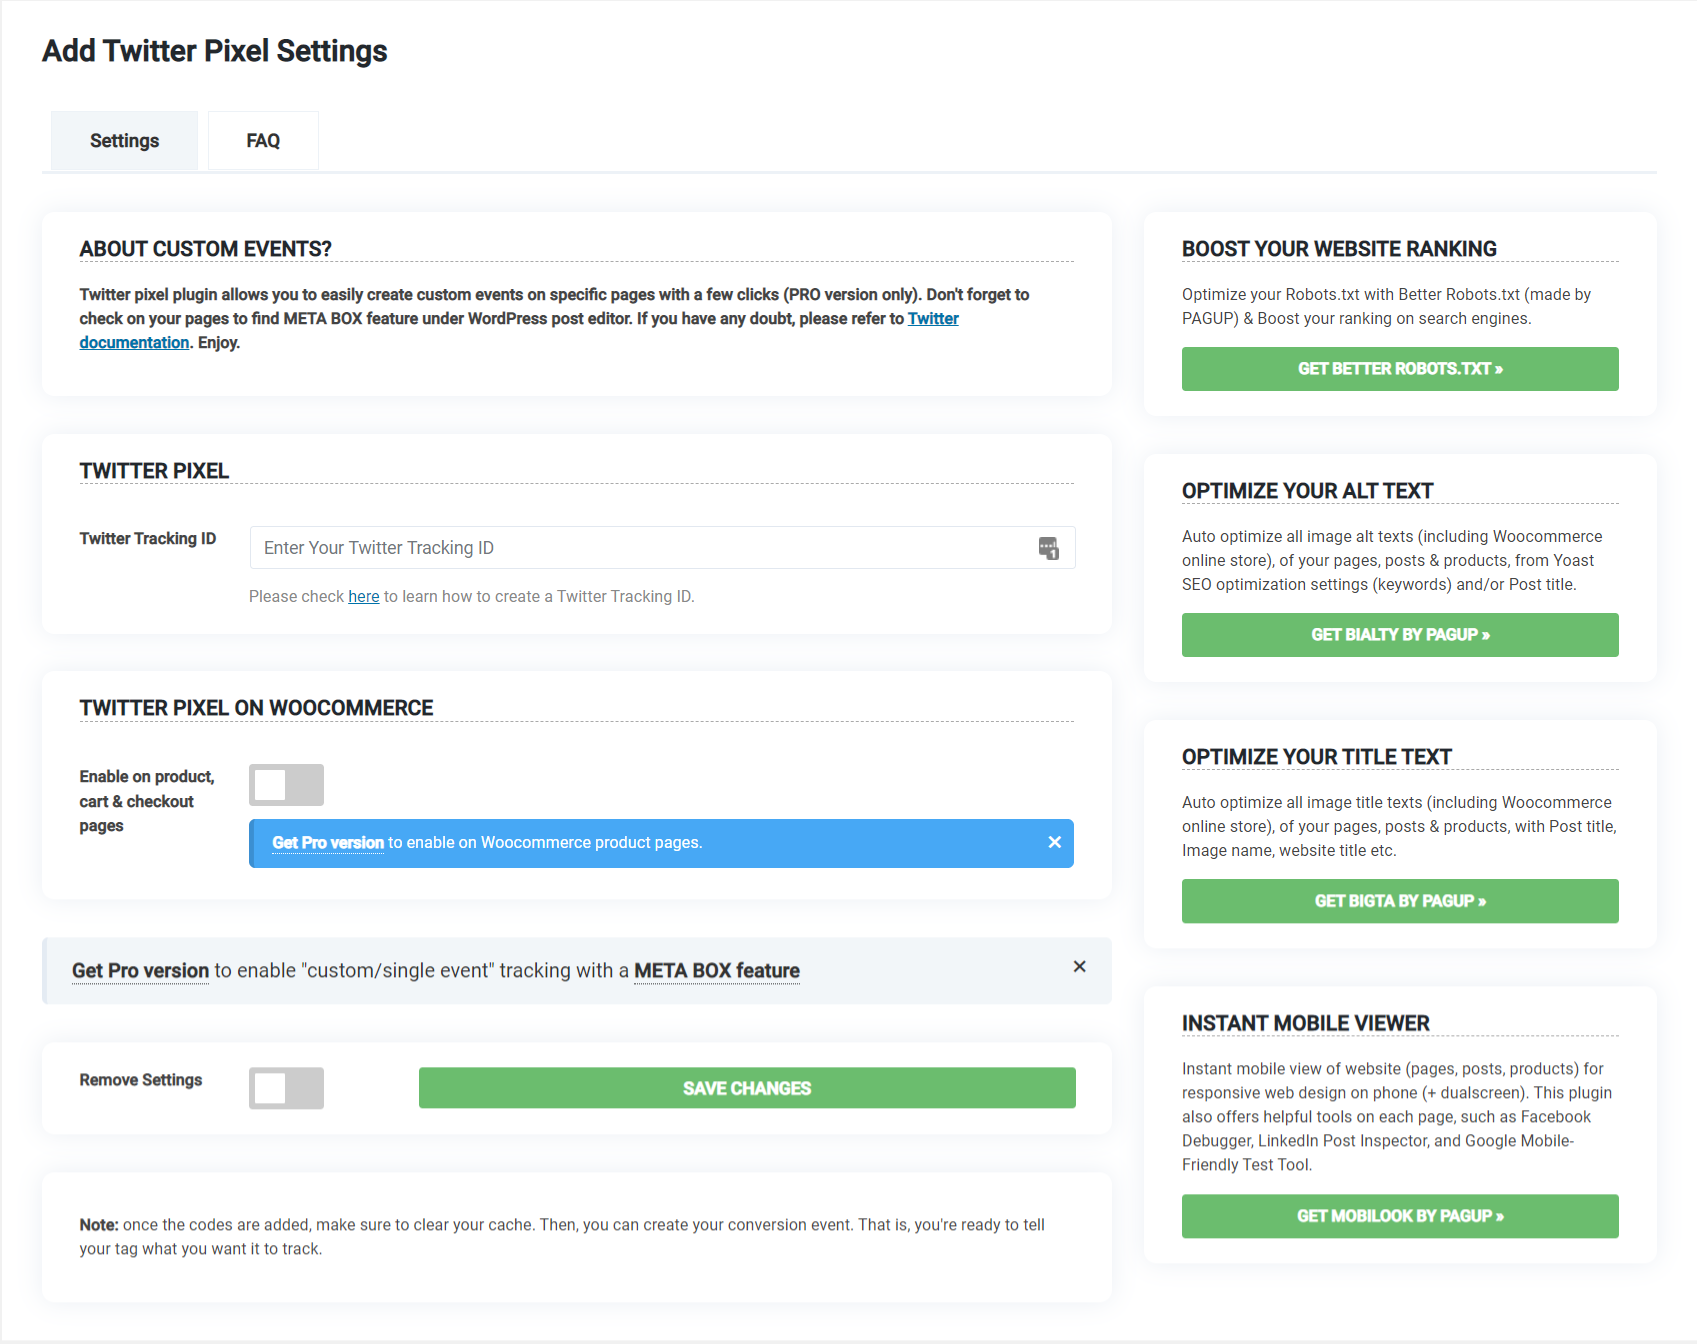 Add Twitter Pixel Settings
Settings
FAQ
ABOUT CUSTOM EVENTS?
Twitter pixel plugin allows you to easily create custom events on specific pages with a few clicks (PRO version only). Don't forget to
check on your pages to find META BOX feature under WordPress post editor. If you have any doubt, please refer to Twitter
documentation. Enjoy.
TWITTER PIXEL
Twitter Tracking ID
Enter Your Twitter Tracking ID
1
Please check here to learn how to create a Twitter Tracking ID.
TWITTER PIXEL ON WOOCOMMERCE
Enable on product,
cart & checkout
pages
Get Pro version to enable on Woocommerce product pages.
Get Pro version to enable "custom/single event" tracking with a META BOX feature
Remove Settings
SAVE CHANGES
Note: once the codes are added, make sure to clear your cache. Then, you can create your conversion event. That is, you're ready to tell
your tag what you want it to track.
BOOST YOUR WEBSITE RANKING
Optimize your Robots.txt with Better Robots.txt (made by
PAGUP) & Boost your ranking on search engines.
GET BETTER ROBOTS.TXT »
OPTIMIZE YOUR ALT TEXT
Auto optimize all image alt texts (including Woocommerce
online store), of your pages, posts & products, from Yoast
SEO optimization settings (keywords) and/or Post title.
GET BIALTY BY PAGUP »
OPTIMIZE YOUR TITLE TEXT
Auto optimize all image title texts (including Woocommerce
online store), of your pages, posts & products, with Post title,
Image name, website title etc.
GET BIGTA BY PAGUP »
INSTANT MOBILE VIEWER
Instant mobile view of website (pages, posts, products) for
responsive web design on phone (+ dualscreen). This plugin
also offers helpful tools on each page, such as Facebook
Debugger, LinkedIn Post Inspector, and Google Mobile-
Friendly Test Tool.
GET MOBILOOK BY PAGUP »